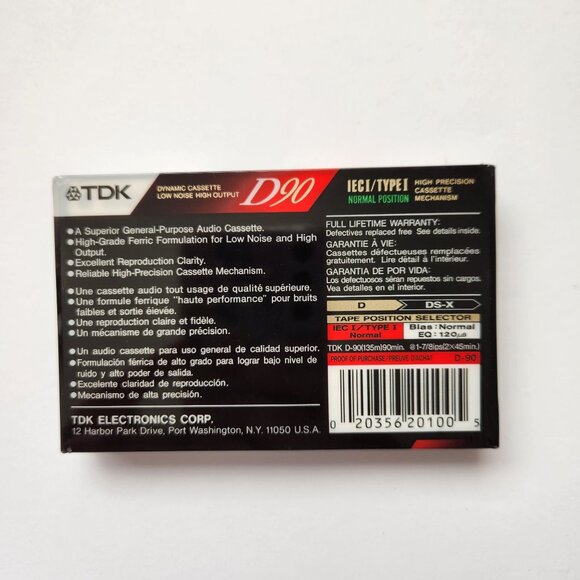 TDK
DYNAMIC CASSETTE
LOW NOISE HIGH OUTPUT
D90
IEC I / TYPE I
NORMAL POSITION
HIGH PRECISION
CASSETTE
MECHANISM
• A Superior General-Purpose Audio Cassette.
• High-Grade Ferric Formulation for Low Noise and High
Output.
• Excellent Reproduction Clarity.
• Reliable High-Precision Cassette Mechanism.
• Une cassette audio tout usage de qualité supérieure.
• Une formule ferrique "haute performance" pour bruits
faibles et sortie élevée.
• Une reproduction claire et fidèle.
• Un mécanisme de grande précision.
• Un audio cassette para uso general de calidad superior.
• Formulación férrica de alto grado para lograr bajo nivel de
ruido y alto poder de salida.
• Excelente claridad de reproducción.
• Mecanismo de alta precisión.
TDK ELECTRONICS CORP.
12 Harbor Park Drive, Port Washington, N.Y. 11050 U.S.A.
FULL LIFETIME WARRANTY:
Defectives replaced free. See details inside.
GARANTIE À VIE:
Cassettes défectueuses remplacées
gratuitement. Lire détail à l'intérieur.
GARANTIA DE POR VIDA:
Los defectuosos séran repuestos sin cargos.
Vea detalles en el interior.
D DS-X
TAPE POSITION SELECTOR
IEC I / TYPE I
Normal
Bias: Normal
EQ: 120μs
TDK D-90(135m)90min. @1-7/8ips(2×45min.)
PROOF OF PURCHASE/PREUVE D'ACHAT D-90
0 20356 20100 5